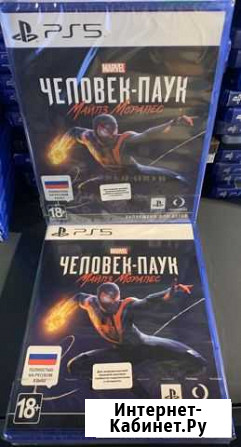 PS5
MARVEL
ЧЕЛОВЕК-ПАУК
МАЙЛЗ МОРАЛЕС
18+
PS5
MARVEL
ЧЕЛОВЕК-ПАУК
МАЙЛЗ МОРАЛЕС
ПОЛНОСТЬЮ
НА РУССКОМ
ЯЗЫКЕ
18+
Интернет-
Кабинет.Ру